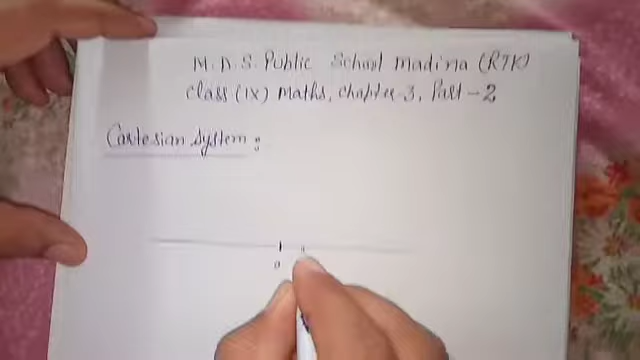 M.D.S. Public School Madina (RTK)
Class (IX) Maths, Chapter-3, Part-2
Cartesian System:
0